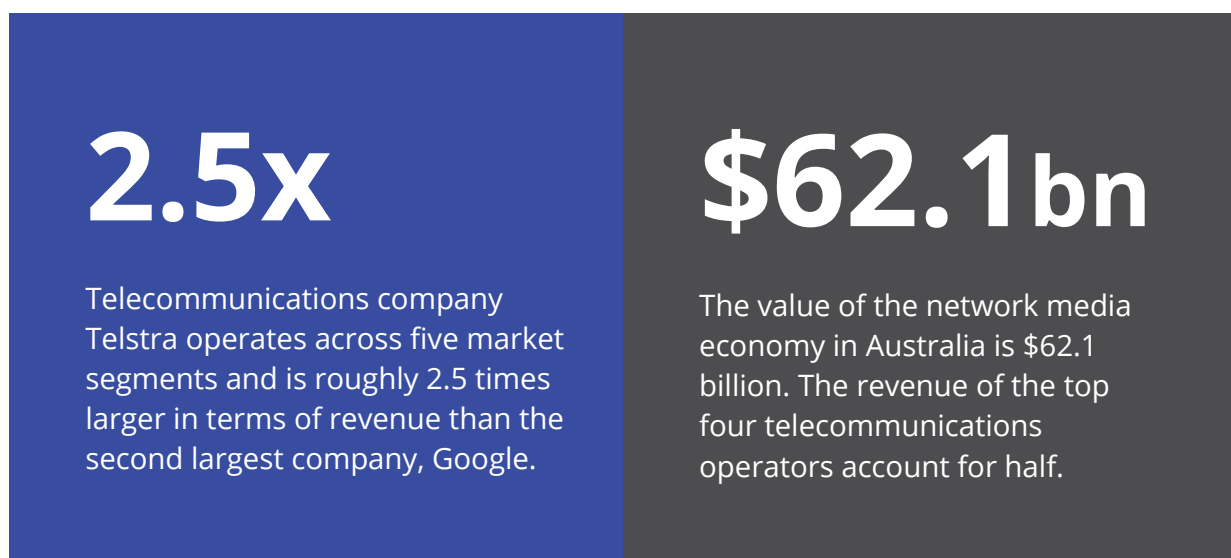 2.5x
Telecommunications company
Telstra operates across five market
segments and is roughly 2.5 times
larger in terms of revenue than the
second largest company, Google.
$62.1bn
The value of the network media
economy in Australia is $62.1
billion. The revenue of the top
four telecommunications
operators account for half.